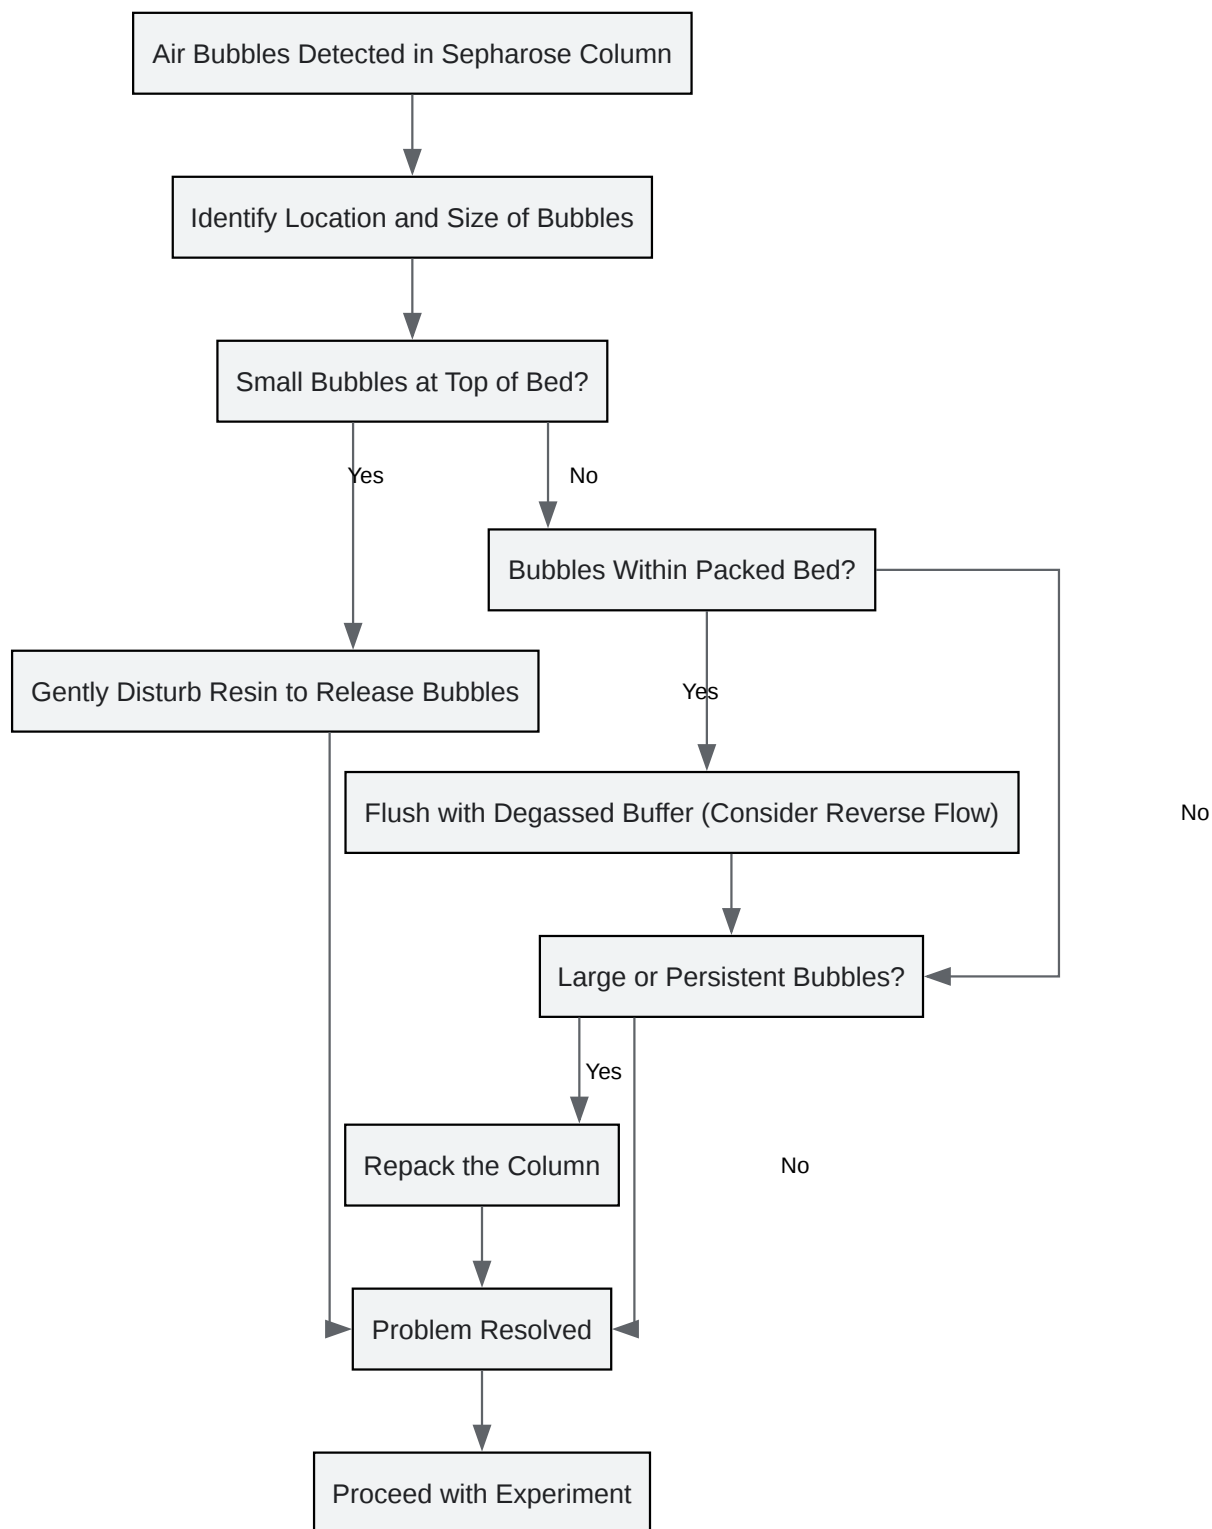 Air Bubbles Detected in Sepharose Column
Identify Location and Size of Bubbles
Small Bubbles at Top of Bed?
Yes
No
Bubbles Within Packed Bed?
Gently Disturb Resin to Release Bubbles
Yes
Flush with Degassed Buffer (Consider Reverse Flow)
No
Large or Persistent Bubbles?
Yes
Repack the Column
No
Problem Resolved
Proceed with Experiment